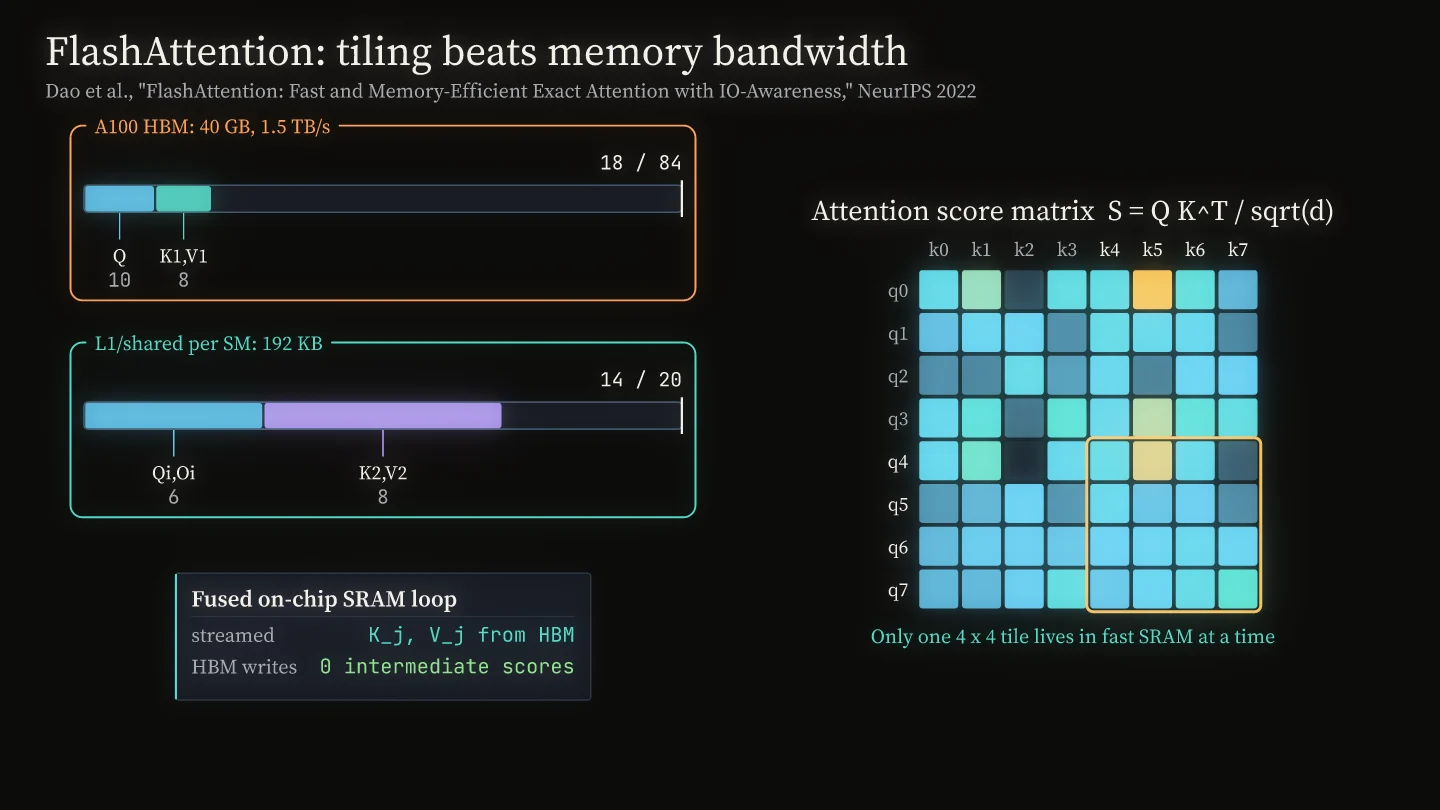 FlashAttention: tiling beats memory bandwidth
Dao et al., "FlashAttention: Fast and Memory-Efficient Exact Attention with IO-Awareness," NeurIPS 2022
A100 HBM: 40 GB, 1.5 TB/s
18 / 84
Q K1,V1
10 8
L1/shared per SM: 192 KB
14 / 20
Qi,Oi K2,V2
6 8
Fused on-chip SRAM loop
streamed K_j, V_j from HBM
HBM writes 0 intermediate scores
Attention score matrix S = Q K^T / sqrt(d)
k0 k1 k2 k3 k4 k5 k6 k7
q0
q1
q2
q3
q4
q5
q6
q7
Only one 4 x 4 tile lives in fast SRAM at a time